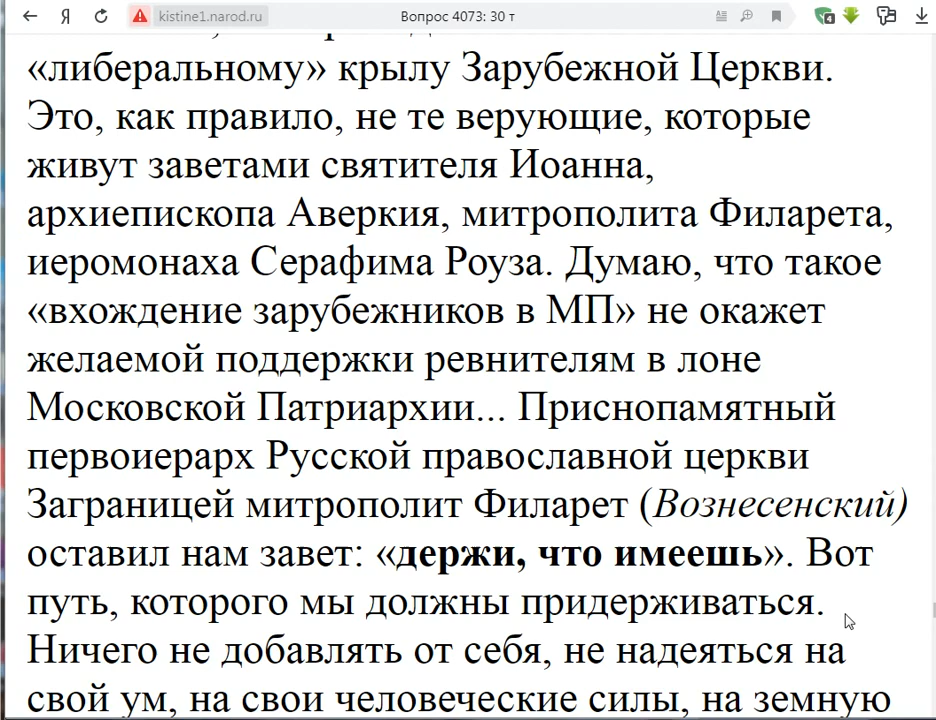 kistine1.narod.ru
Вопрос 4073: 30 т
4
«либеральному» крылу Зарубежной Церкви.
Это, как правило, не те верующие, которые
живут заветами святителя Иоанна,
архиепископа Аверкия, митрополита Филарета,
иеромонаха Серафима Роуза. Думаю, что такое
«вхождение зарубежников в МП» не окажет
желаемой поддержки ревнителям в лоне
Московской Патриархии... Приснопамятный
первоиерарх Русской православной церкви
Заграницей митрополит Филарет (Вознесенский)
оставил нам завет: «держи, что имеешь». Вот
путь, которого мы должны придерживаться.
Ничего не добавлять от себя, не надеяться на
свой ум, на свои человеческие силы, на земную